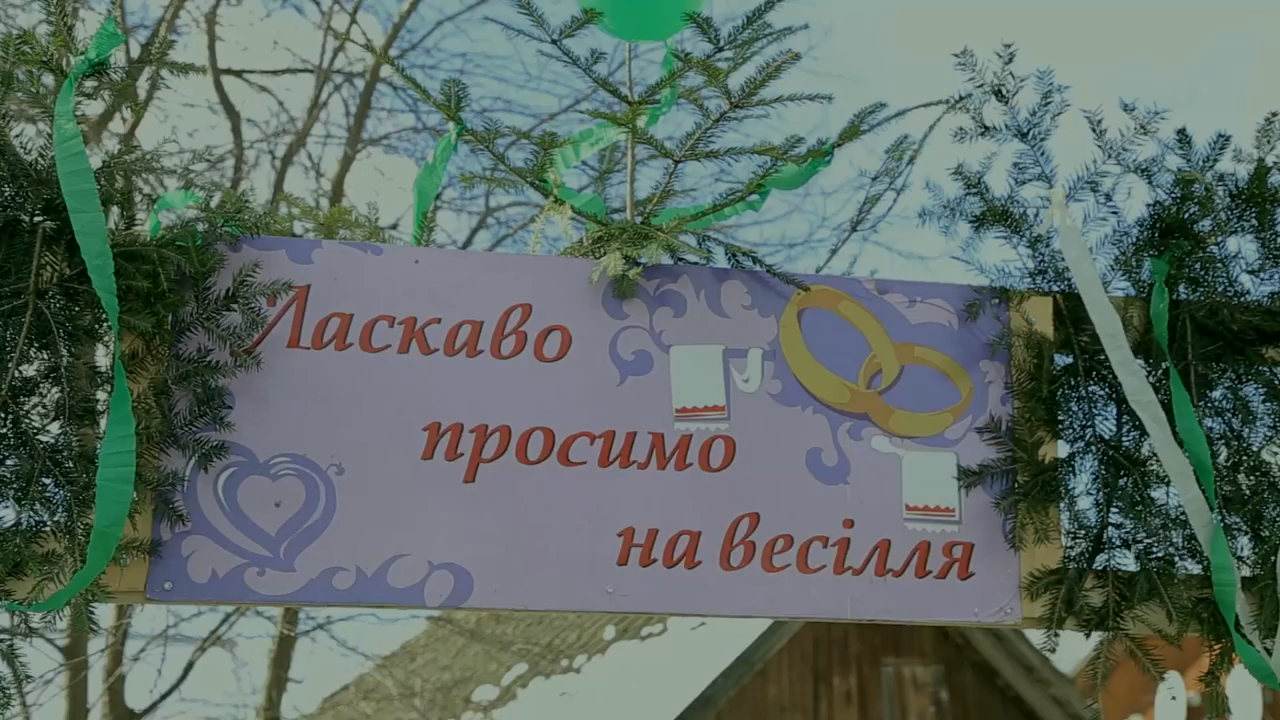 Ласкаво
просимо
на весілля